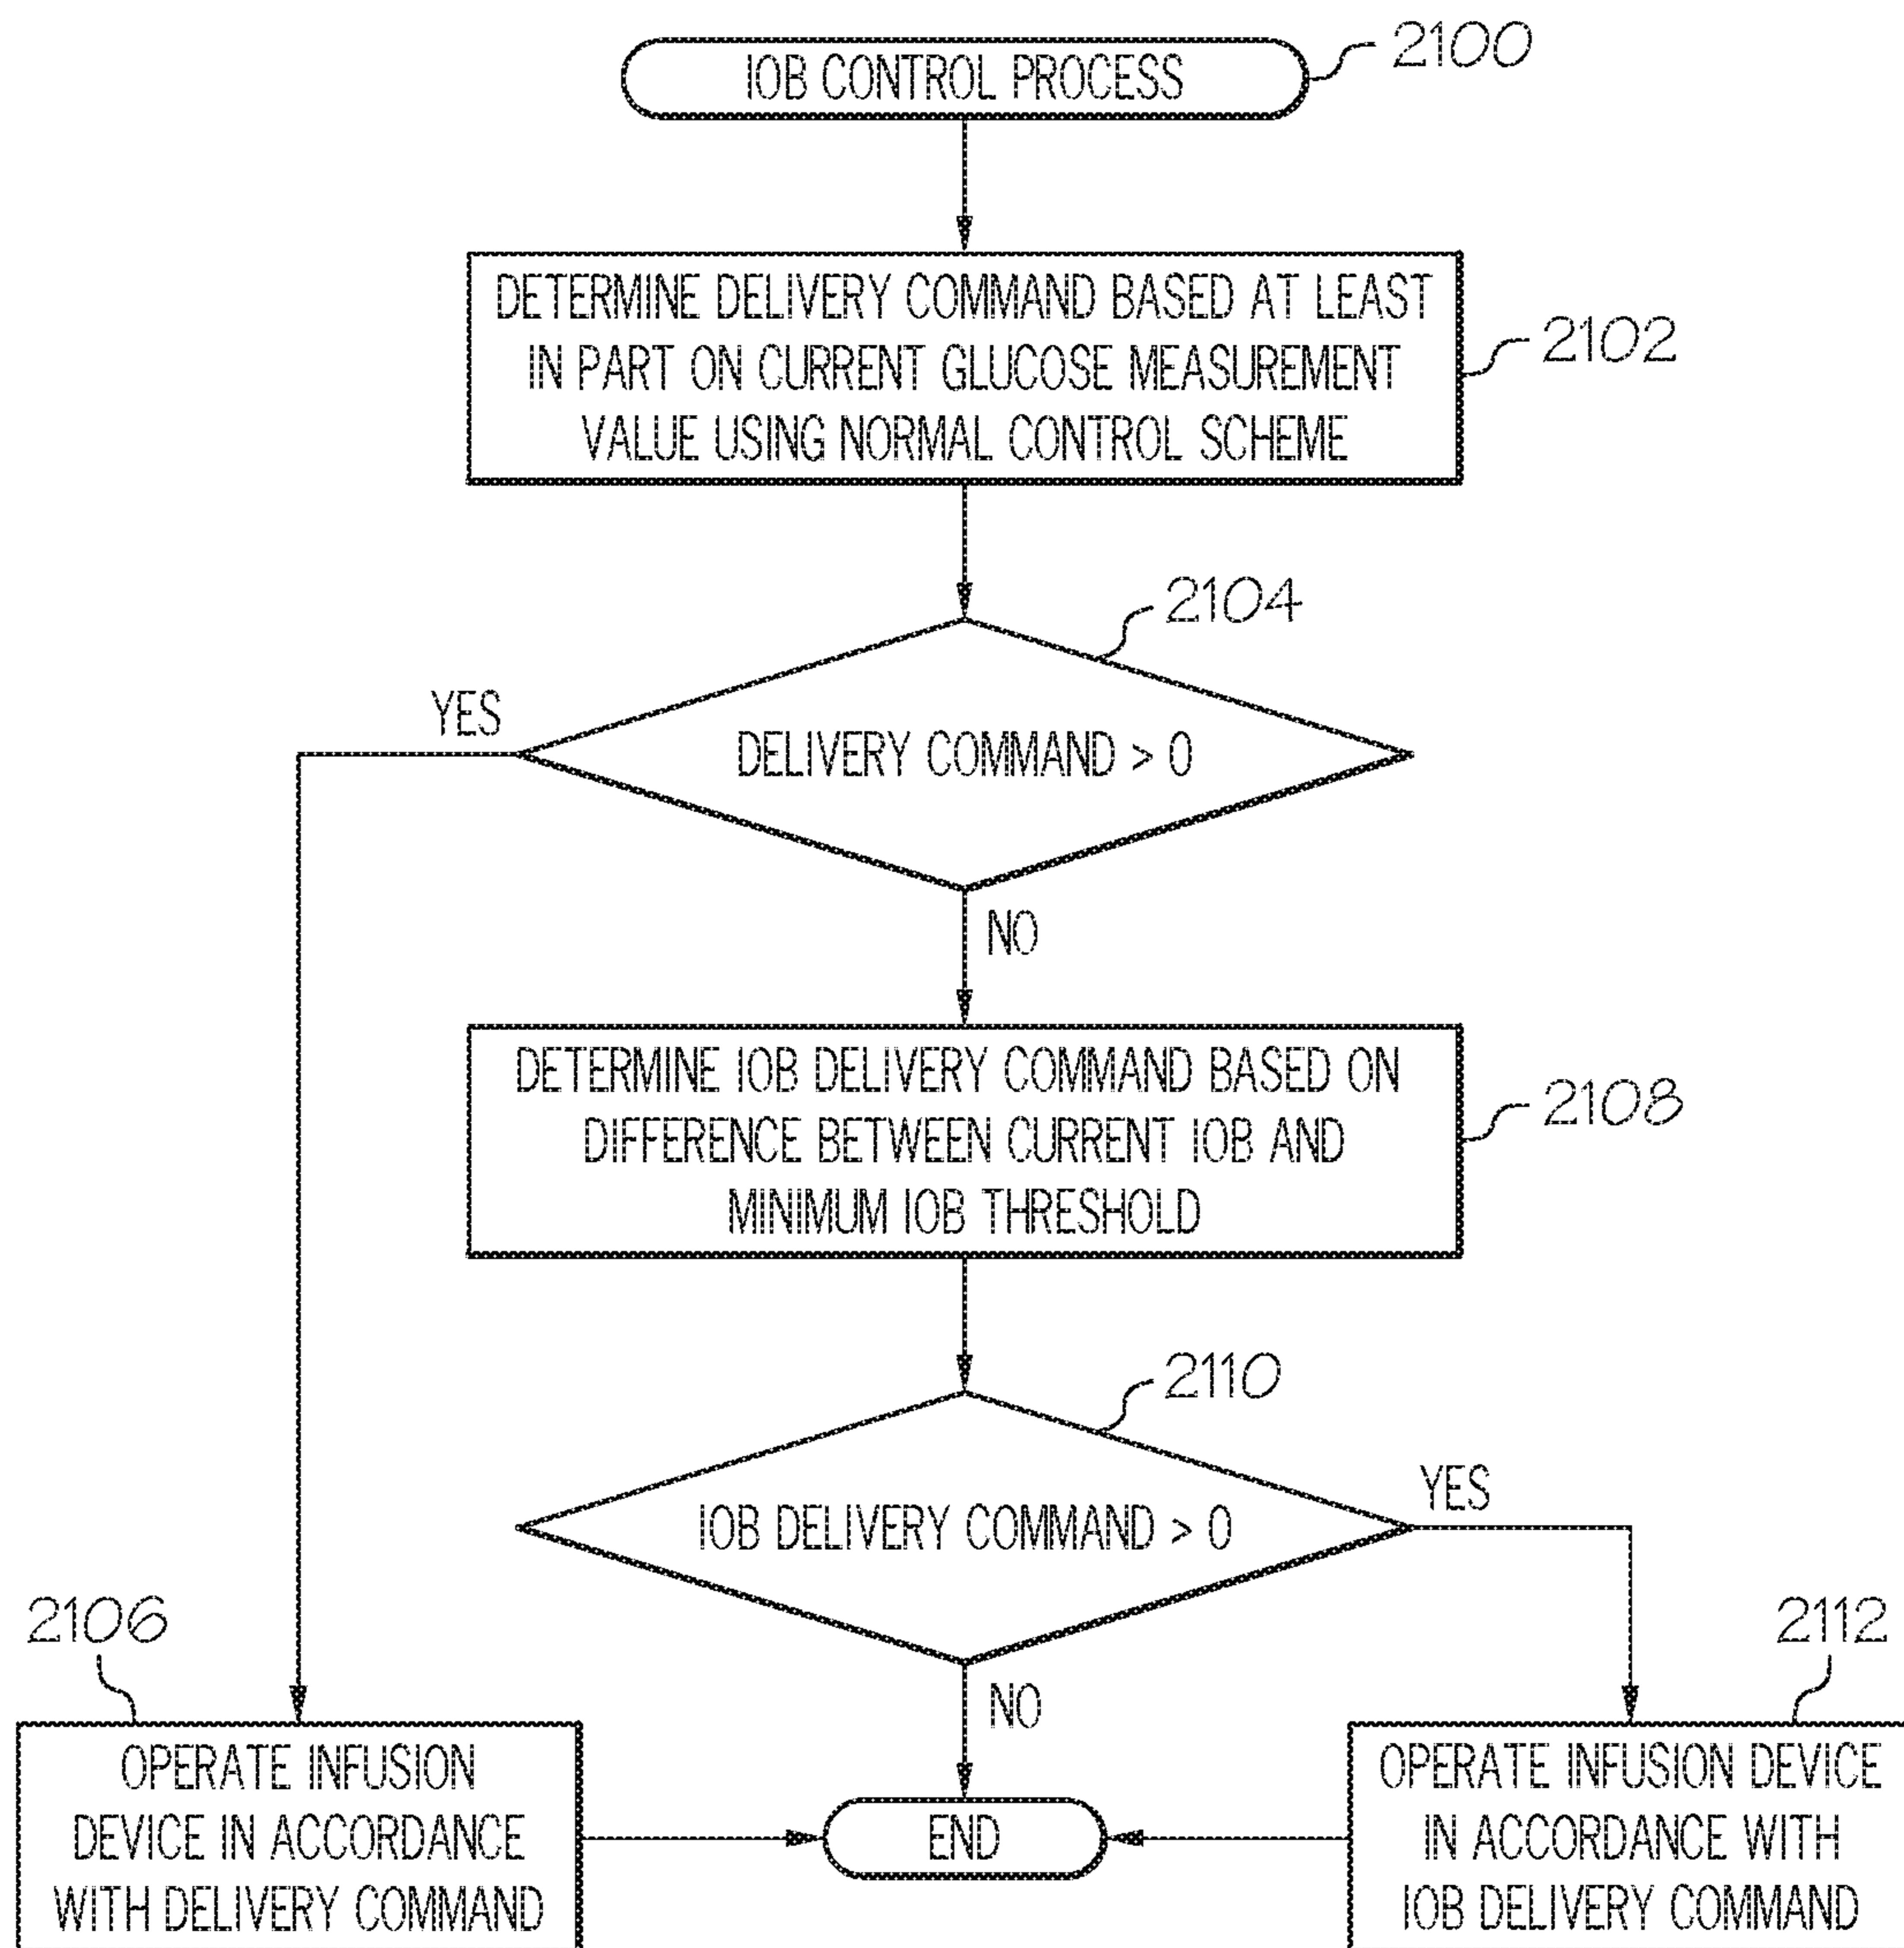 IOB CONTROL PROCESS
2100
DETERMINE DELIVERY COMMAND BASED AT LEAST
IN PART ON CURRENT GLUCOSE MEASUREMENT
VALUE USING NORMAL CONTROL SCHEME
2102
2104
YES
DELIVERY COMMAND > 0
NO
DETERMINE IOB DELIVERY COMMAND BASED ON
DIFFERENCE BETWEEN CURRENT IOB AND
MINIMUM IOB THRESHOLD
2108
2110
YES
IOB DELIVERY COMMAND > 0
NO
2106
OPERATE INFUSION
DEVICE IN ACCORDANCE
WITH DELIVERY COMMAND
END
2112
OPERATE INFUSION DEVICE
IN ACCORDANCE WITH
IOB DELIVERY COMMAND